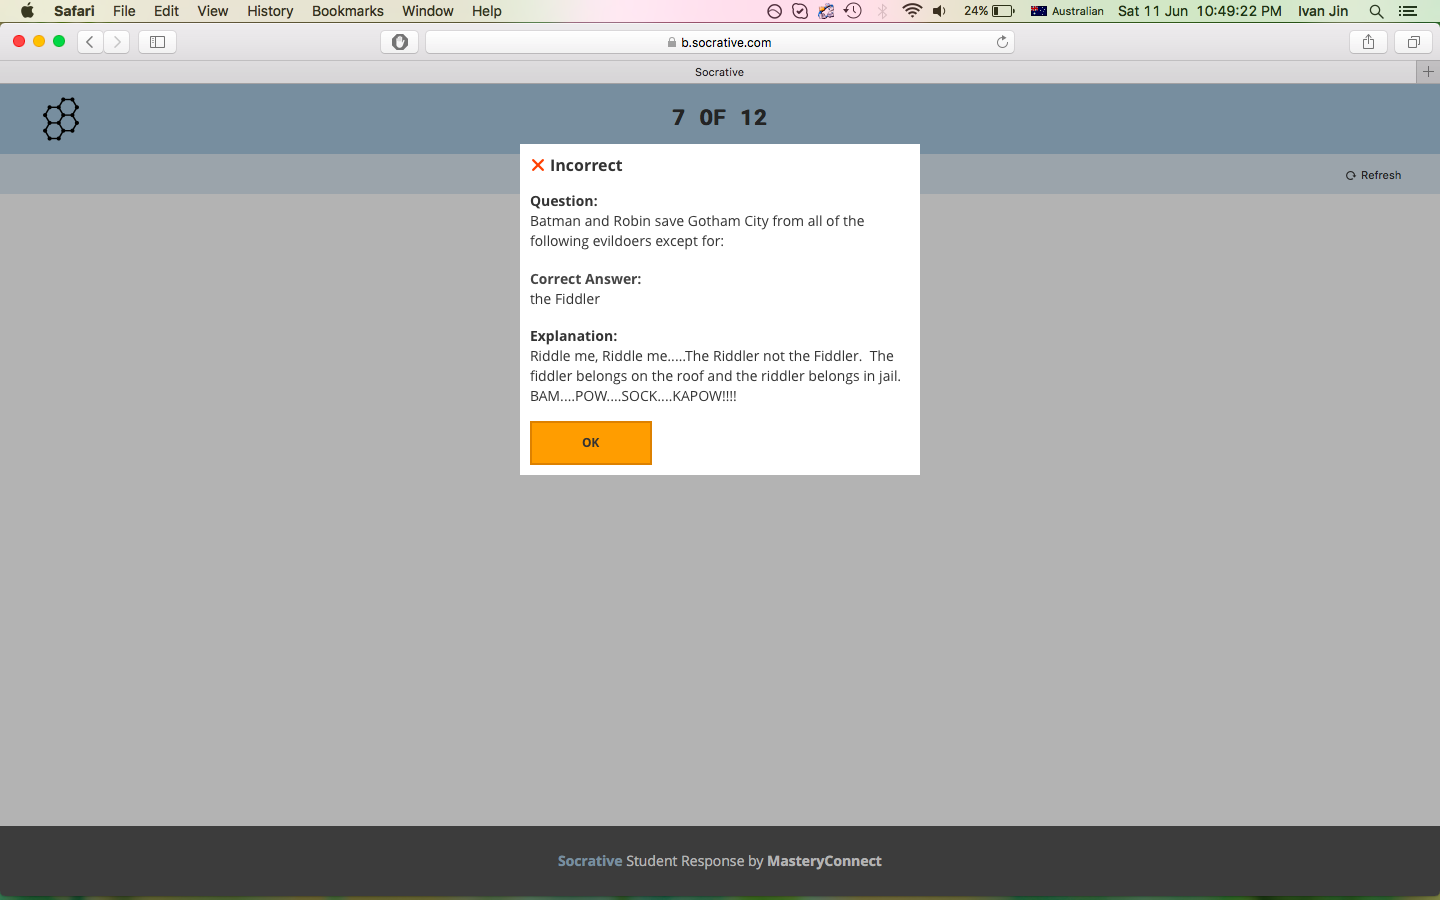 Safari File Edit View History Bookmarks Window Help 24% Australian Sat 11 Jun 10:49:22 PM Ivan Jin
b.socrative.com
Socrative
7 OF 12
Refresh
Incorrect
Question:
Batman and Robin save Gotham City from all of the
following evildoers except for:
Correct Answer:
the Fiddler
Explanation:
Riddle me, Riddle me.....The Riddler not the Fiddler.  The
fiddler belongs on the roof and the riddler belongs in jail.
BAM....POW....SOCK....KAPOW!!!!
OK
Socrative Student Response by MasteryConnect